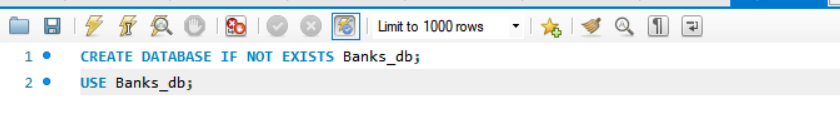 Limit to 1000 rows
1 CREATE DATABASE IF NOT EXISTS Banks_db;
2 USE Banks_db;